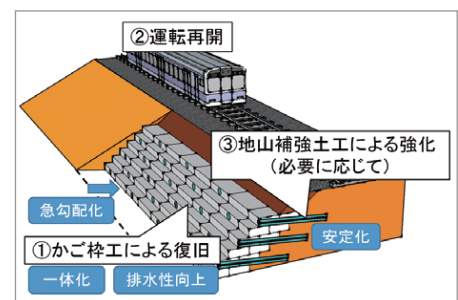 ②運転再開
③地山補強土工による強化
（必要に応じて）
急勾配化
安定化
①かご枠工による復旧
一体化
排水性向上